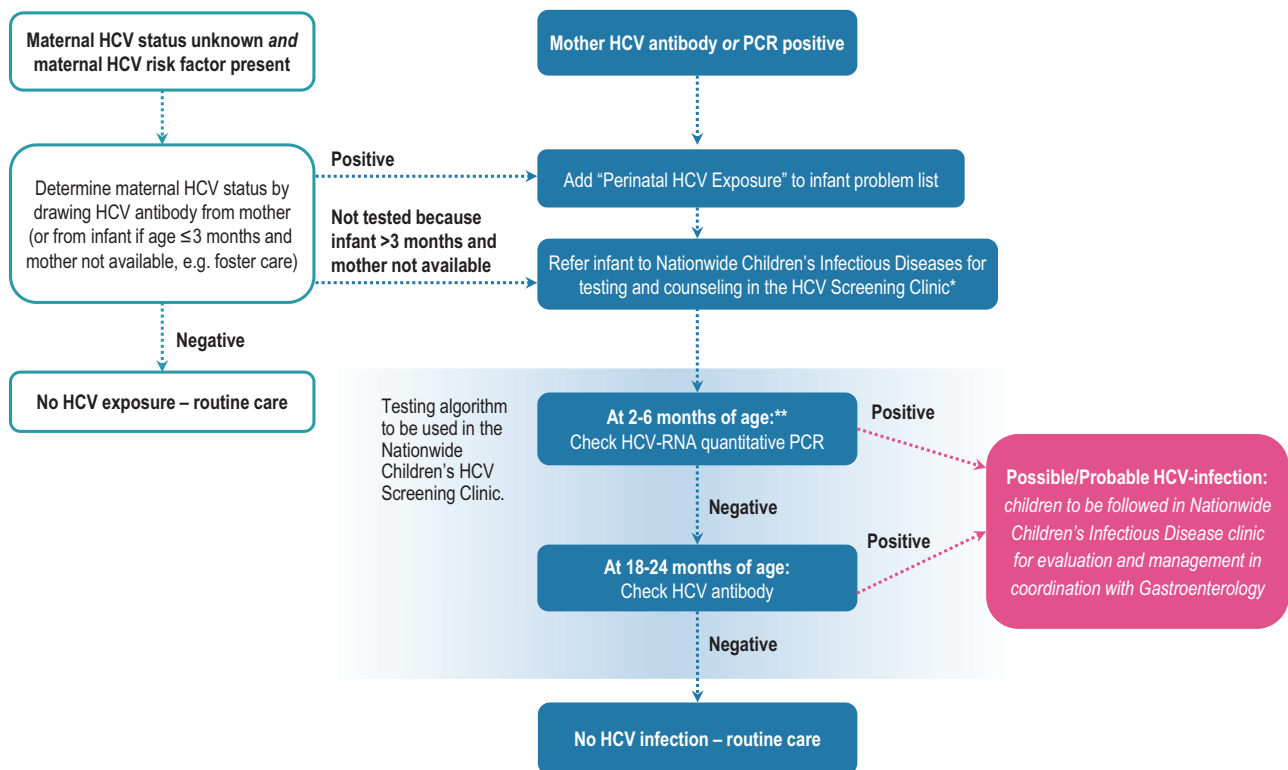 Maternal HCV status unknown and
maternal HCV risk factor present
Mother HCV antibody or PCR positive
Determine maternal HCV status by
drawing HCV antibody from mother
(or from infant if age ≤3 months and
mother not available, e.g. foster care)
Positive
Add “Perinatal HCV Exposure” to infant problem list
Not tested because
infant >3 months and
mother not available
Refer infant to Nationwide Children’s Infectious Diseases for
testing and counseling in the HCV Screening Clinic*
Negative
No HCV exposure – routine care
Testing algorithm
to be used in the
Nationwide
Children’s HCV
Screening Clinic.
At 2-6 months of age:**
Check HCV-RNA quantitative PCR
Positive
Negative
Possible/Probable HCV-infection:
children to be followed in Nationwide
Children’s Infectious Disease clinic
for evaluation and management in
coordination with Gastroenterology
At 18-24 months of age:
Check HCV antibody
Positive
Negative
No HCV infection – routine care